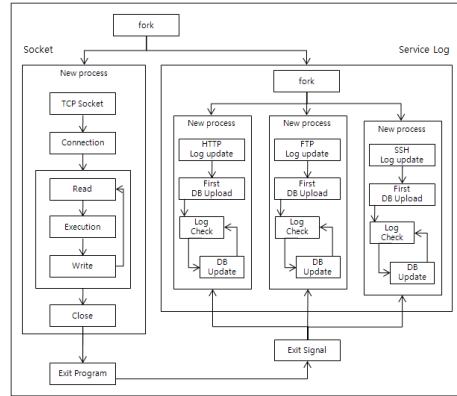 fork
Socket
Service Log
New process
TCP Socket
Connection
Read
Execution
Write
Close
Exit Program
fork
New process
HTTP
Log update
First
DB Upload
Log
Check
DB
Update
New process
FTP
Log update
First
DB Upload
Log
Check
DB
Update
New process
SSH
Log update
First
DB Upload
Log
Check
DB
Update
Exit Signal